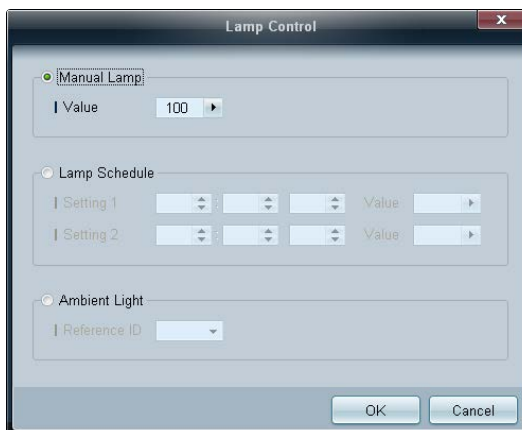 Lamp Control
Manual Lamp
Value 100
Lamp Schedule
Setting 1 : Value
Setting 2 : Value
Ambient Light
Reference ID
OK Cancel